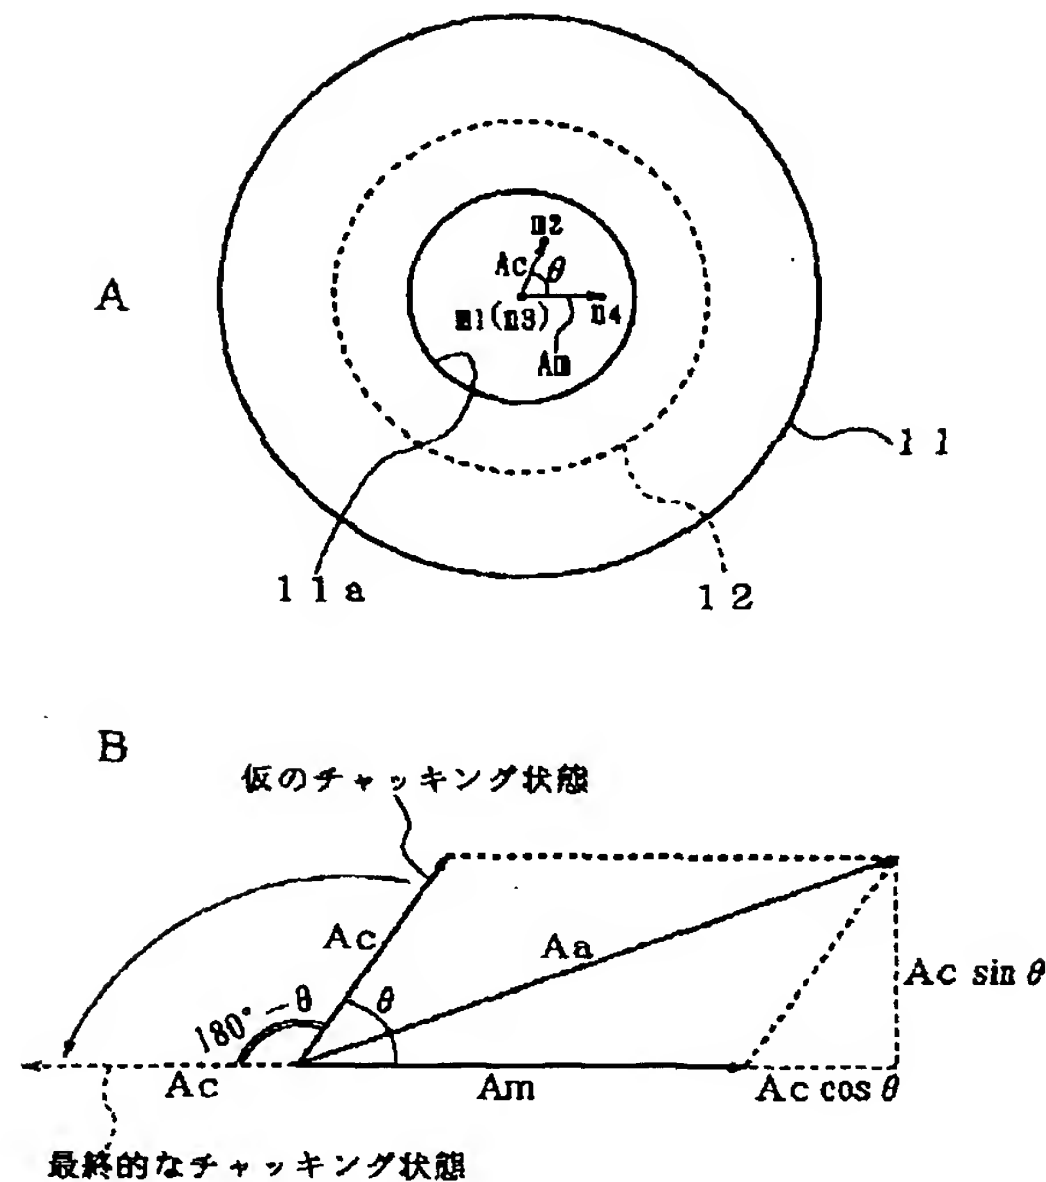 A
m2
Ac
θ
m1(m3)
m4
Am
11
11a
12
B
仮のチャッキング状態
Ac
Aa
θ
180°-θ
Ac sin θ
Ac
Am
Ac cos θ
最終的なチャッキング状態